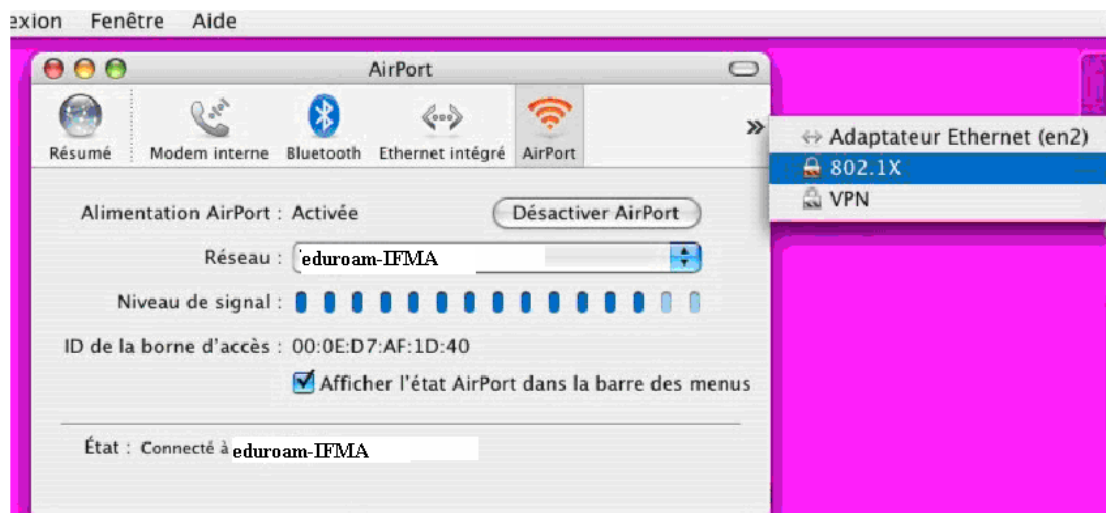 exion Fenêtre Aide
AirPort
Résumé Modem interne Bluetooth Ethernet intégré AirPort »
Adaptateur Ethernet (en2)
802.1X
VPN
Alimentation AirPort : Activée Désactiver AirPort
Réseau : eduroam-IFMA
Niveau de signal :
ID de la borne d'accès : 00:0E:D7:AF:1D:40
Afficher l'état AirPort dans la barre des menus
État : Connecté à eduroam-IFMA